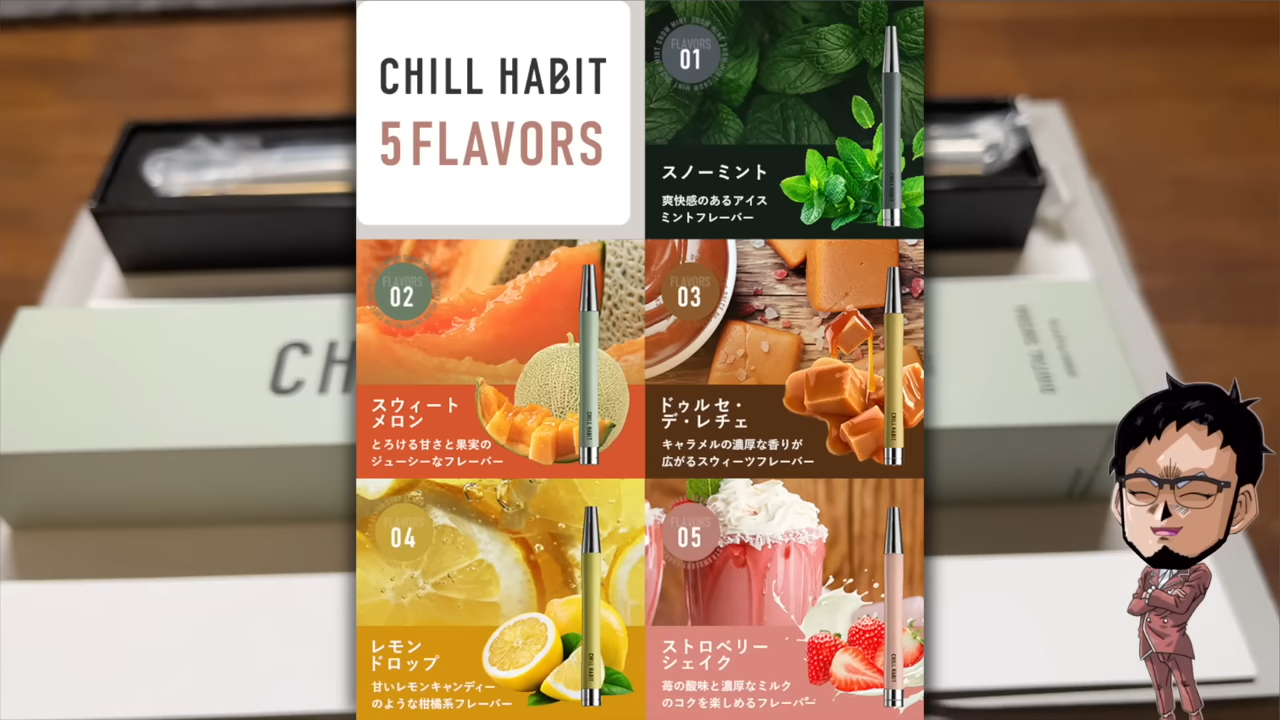 CHILL HABIT
5 FLAVORS
FLAVORS
01
スノーミント
爽快感のあるアイス
ミントフレーバー
CHILL HABIT
FLAVORS
02
スウィート
メロン
とろける甘さと果実の
ジューシーなフレーバー
CHILL HABIT
FLAVORS
03
ドゥルセ・
デ・レチェ
キャラメルの濃厚な香りが
広がるスウィーツフレーバー
CHILL HABIT
04
レモン
ドロップ
甘いレモンキャンディー
のような柑橘系フレーバー
CHILL HABIT
FLAVORS
05
ストロベリー
シェイク
苺の酸味と濃厚なミルク
のコクを楽しめるフレーバー
CHILL HABIT
CH